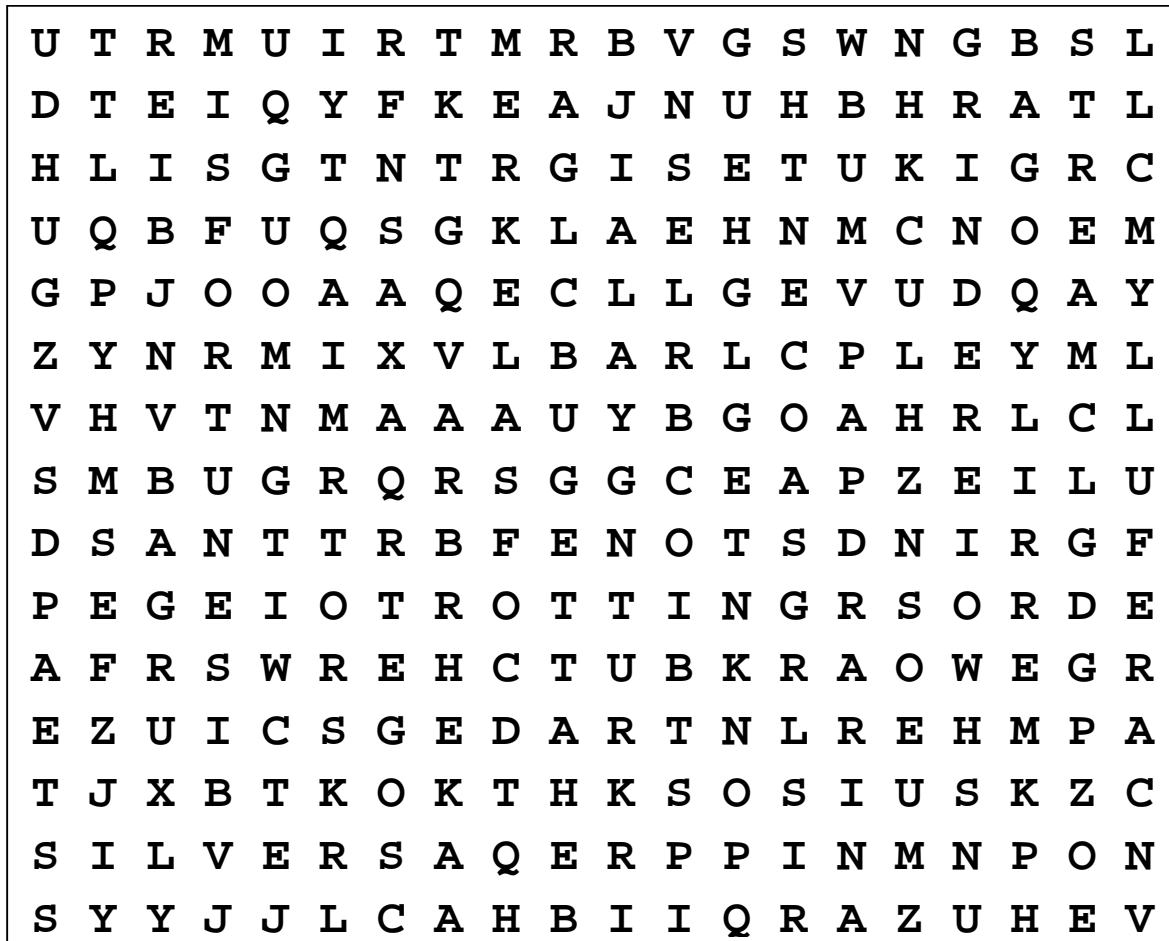 U T R M U I R T M R B V G S W N G B S L
D T E I Q Y F K E A J N U H B H R A T L
H L I S G T N T R G I S E T U K I G R C
U Q B F U Q S G K L A E H N M C N O E M
G P J O O A A Q E C L L G E V U D Q A Y
Z Y N R M I X V L B A R L C P L E Y M L
V H V T N M A A A U Y B G O A H R L C L
S M B U G R Q R S G G C E A P Z E I L U
D S A N T T R B F E N O T S D N I R G F
P E G E I O T R O T T I N G R S O R D E
A F R S W R E H C T U B K R A O W E G R
E Z U I C S G E D A R T N L R E H M P A
T J X B T K O K T H K S O S I U S K Z C
S I L V E R S A Q E R P P I N M N P O N
S Y Y J J L C A H B I I Q R A Z U H E V